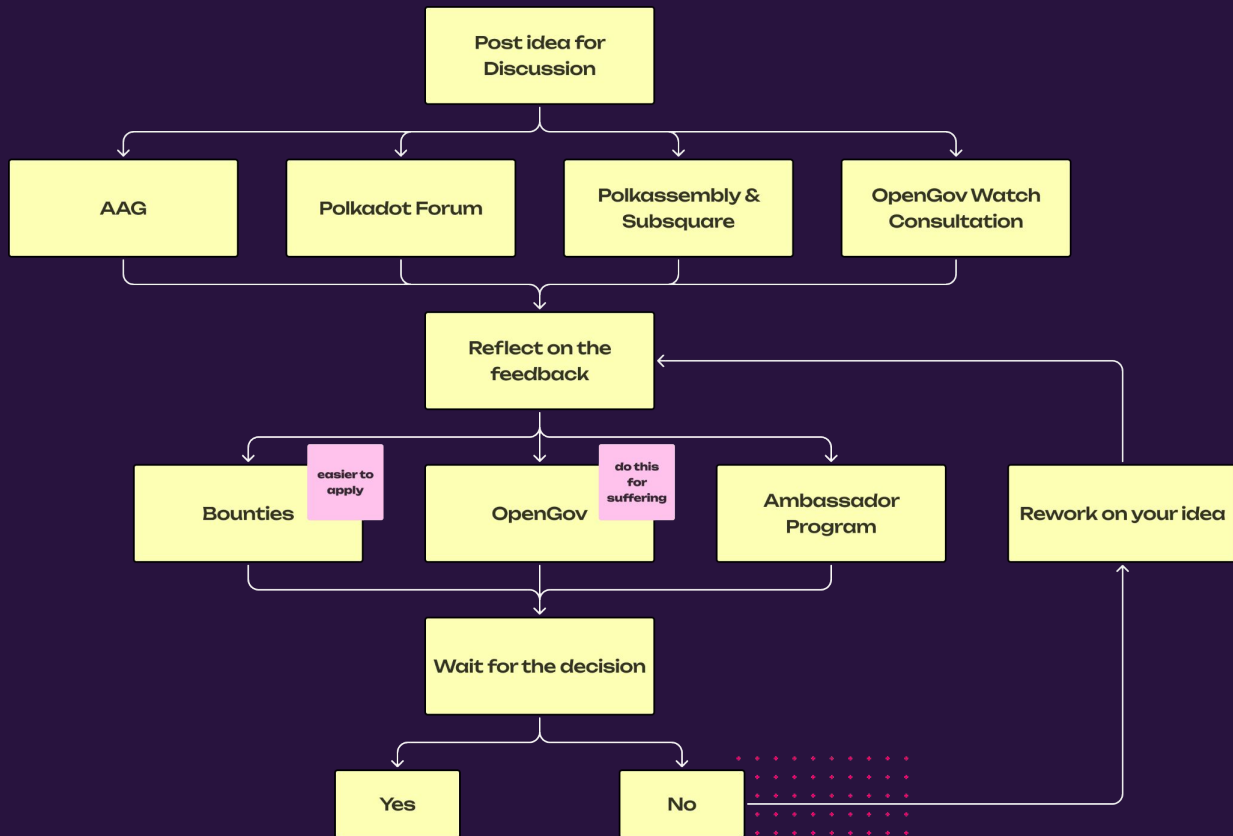 Post idea for
Discussion
AAG
Polkadot Forum
Polkassembly &
Subsquare
OpenGov Watch
Consultation
Reflect on the
feedback
Bounties
easier to
apply
OpenGov
do this
for
suffering
Ambassador
Program
Rework on your idea
Wait for the decision
Yes
No